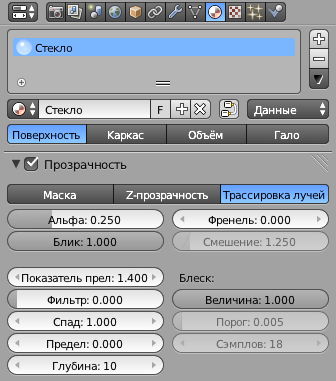 Стекло
Стекло F Данные
Поверхность Каркас Объём Гало
Прозрачность
Маска Z-прозрачность Трассировка лучей
Альфа: 0.250 Френель: 0.000
Блик: 1.000 Смешение: 1.250
Показатель прел: 1.400 Блеск:
Фильтр: 0.000 Величина: 1.000
Спад: 1.000 Порог: 0.005
Предел: 0.000 Сэмплов: 18
Глубина: 10